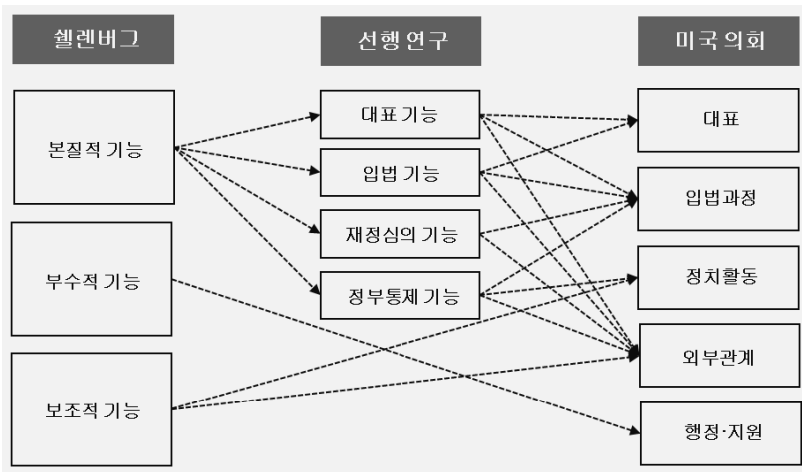 쉘렌버그
선행 연구
미국 의회
본질적 기능
부수적 기능
보조적 기능
대표 기능
입법 기능
재정심의 기능
정부통제 기능
대표
입법과정
정치활동
외부관계
행정·지원